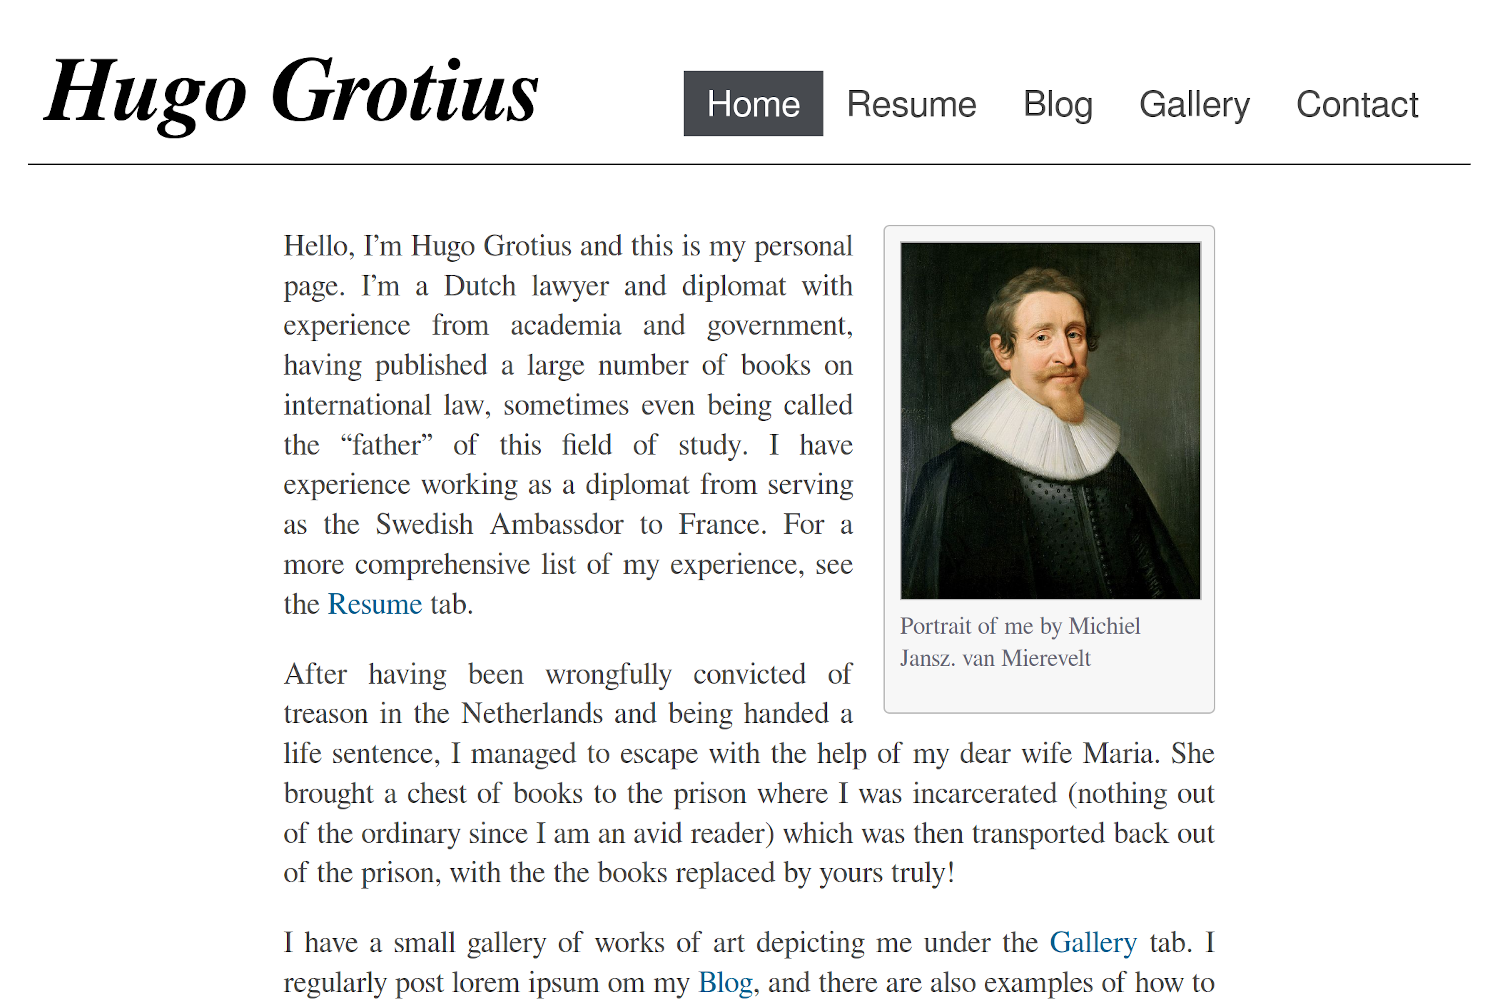 Hugo Grotius
Home Resume Blog Gallery Contact
Hello, I’m Hugo Grotius and this is my personal
page. I’m a Dutch lawyer and diplomat with
experience from academia and government,
having published a large number of books on
international law, sometimes even being called
the “father” of this field of study. I have
experience working as a diplomat from serving
as the Swedish Ambassdor to France. For a
more comprehensive list of my experience, see
the Resume tab.
Portrait of me by Michiel
Jansz. van Mierevelt
After having been wrongfully convicted of
treason in the Netherlands and being handed a
life sentence, I managed to escape with the help of my dear wife Maria. She
brought a chest of books to the prison where I was incarcerated (nothing out
of the ordinary since I am an avid reader) which was then transported back out
of the prison, with the the books replaced by yours truly!
I have a small gallery of works of art depicting me under the Gallery tab. I
regularly post lorem ipsum om my Blog, and there are also examples of how to